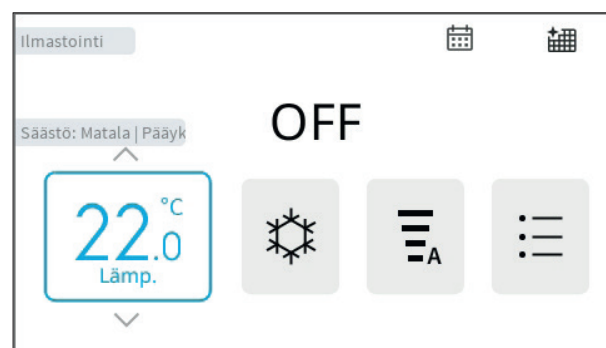 Ilmastointi
OFF
Säästö: Matala | Pääyk
22.0 °C
Lämp.
A